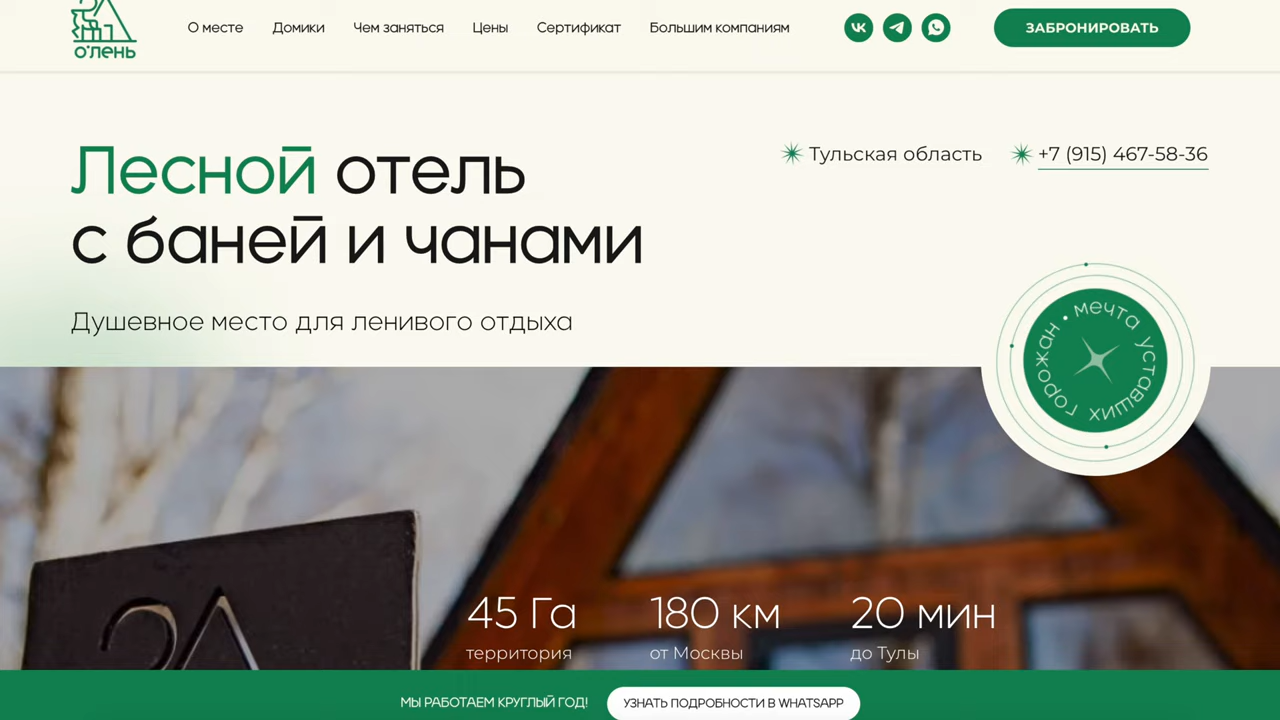 О'ЛЕНЬ
О месте
Домики
Чем заняться
Цены
Сертификат
Большим компаниям
ЗАБРОНИРОВАТЬ
Лесной отель
с баней и чанами
Тульская область
+7 (915) 467-58-36
Душевное место для ленивого отдыха
мечта уставших горожан •
45 Га
территория
180 км
от Москвы
20 мин
до Тулы
МЫ РАБОТАЕМ КРУГЛЫЙ ГОД!
УЗНАТЬ ПОДРОБНОСТИ В WHATSAPP